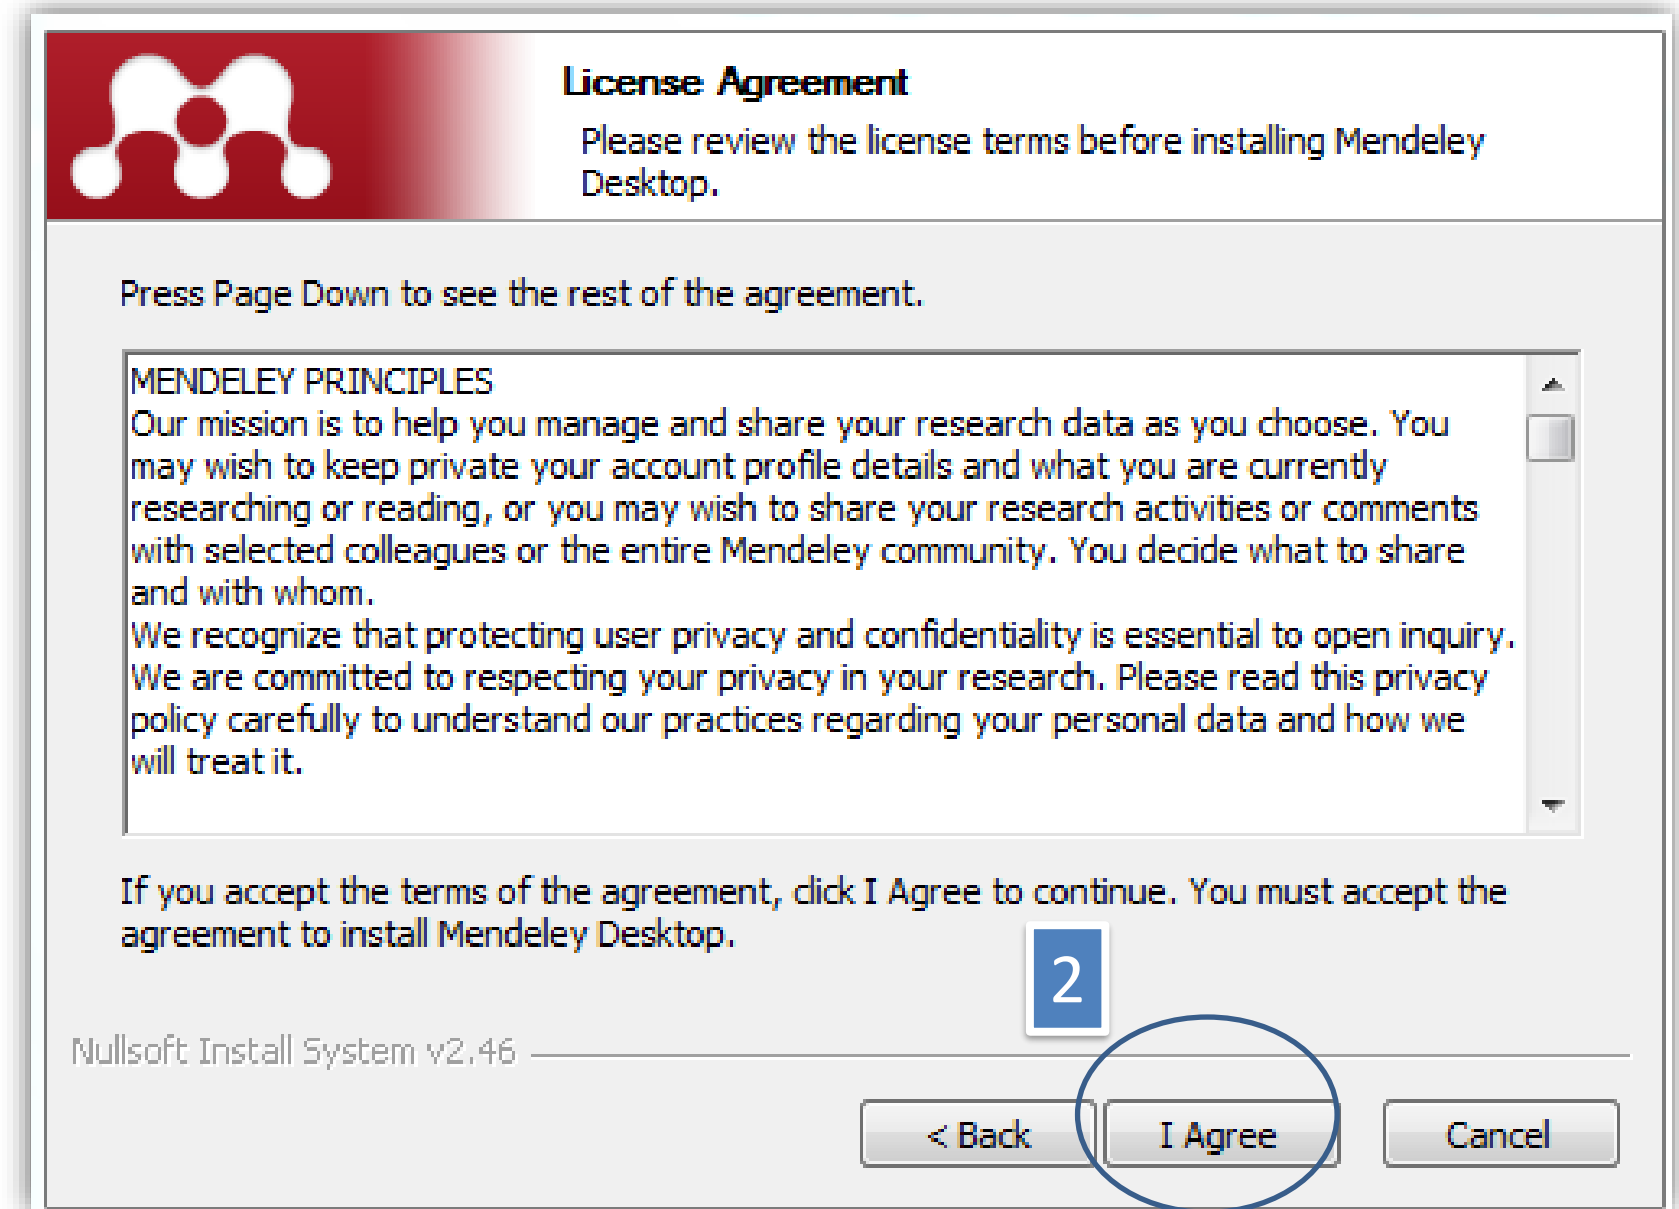 License Agreement
Please review the license terms before installing Mendeley
Desktop.
Press Page Down to see the rest of the agreement.
MENDELEY PRINCIPLES
Our mission is to help you manage and share your research data as you choose. You
may wish to keep private your account profile details and what you are currently
researching or reading, or you may wish to share your research activities or comments
with selected colleagues or the entire Mendeley community. You decide what to share
and with whom.
We recognize that protecting user privacy and confidentiality is essential to open inquiry.
We are committed to respecting your privacy in your research. Please read this privacy
policy carefully to understand our practices regarding your personal data and how we
will treat it.
If you accept the terms of the agreement, click I Agree to continue. You must accept the
agreement to install Mendeley Desktop.
2
Nullsoft Install System v2.46
< Back I Agree Cancel